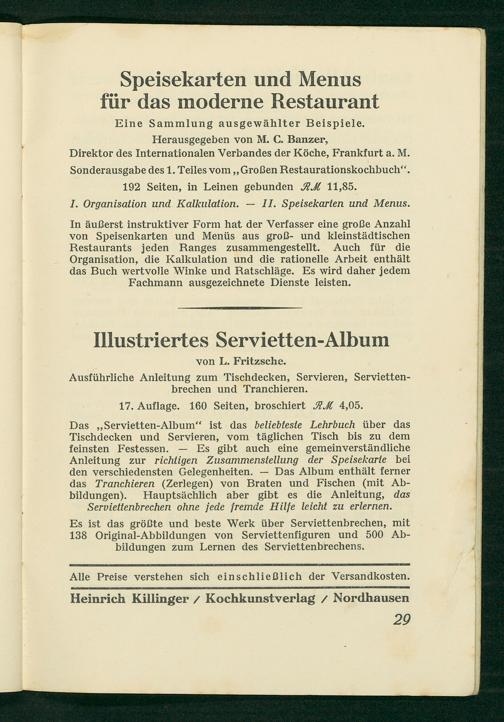 Speisekarten und Menus
für das moderne Restaurant
Eine Sammlung ausgewählter Beispiele.
Herausgegeben von M. C. Banzer,
Direktor des Internationalen Verbandes der Köche, Frankfurt a. M.
Sonderausgabe des 1. Teiles vom „Großen Restaurationskochbuch“.
192 Seiten, in Leinen gebunden ℛℳ 11,85.
I. Organisation und Kalkulation. — II. Speisekarten und Menus.
In äußerst instruktiver Form hat der Verfasser eine große Anzahl
von Speisenkarten und Menüs aus groß- und kleinstädtischen
Restaurants jeden Ranges zusammengestellt. Auch für die
Organisation, die Kalkulation und die rationelle Arbeit enthält
das Buch wertvolle Winke und Ratschläge. Es wird daher jedem
Fachmann ausgezeichnete Dienste leisten.
Illustriertes Servietten-Album
von L. Fritzsche.
Ausführliche Anleitung zum Tischdecken, Servieren, Servietten-
brechen und Tranchieren.
17. Auflage. 160 Seiten, broschiert ℛℳ 4,05.
Das „Servietten-Album“ ist das beliebteste Lehrbuch über das
Tischdecken und Servieren, vom täglichen Tisch bis zu dem
feinsten Festessen. — Es gibt auch eine gemeinverständliche
Anleitung zur richtigen Zusammenstellung der Speisekarte bei
den verschiedensten Gelegenheiten. — Das Album enthält ferner
das Tranchieren (Zerlegen) von Braten und Fischen (mit Ab-
bildungen). Hauptsächlich aber gibt es die Anleitung, das
Serviettenbrechen ohne jede fremde Hilfe leicht zu erlernen.
Es ist das größte und beste Werk über Serviettenbrechen, mit
138 Original-Abbildungen von Serviettenfiguren und 500 Ab-
bildungen zum Lernen des Serviettenbrechens.
Alle Preise verstehen sich einschließlich der Versandkosten.
Heinrich Killinger / Kochkunstverlag / Nordhausen
29